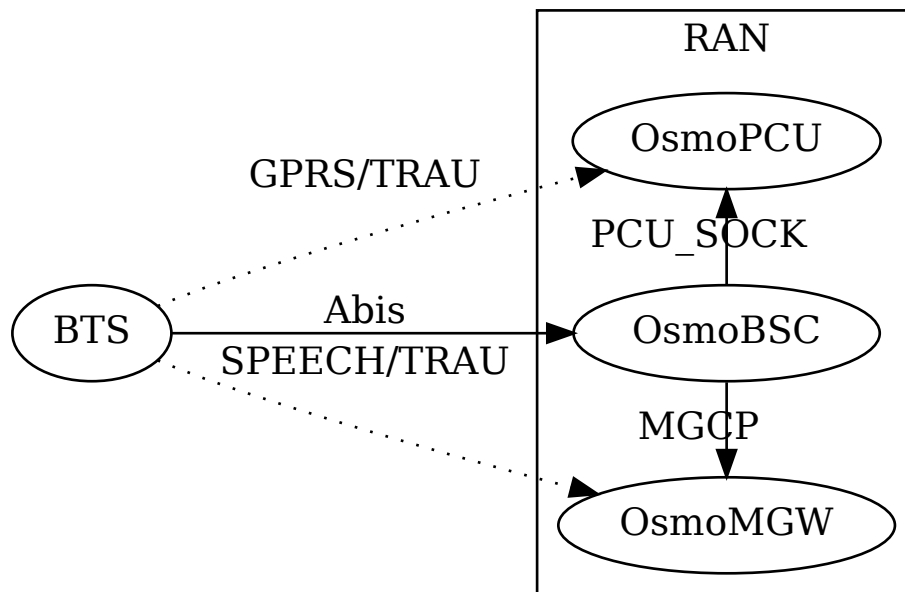 RAN
OsmoPCU
GPRS/TRAU
PCU_SOCK
Abis
BTS
OsmoBSC
SPEECH/TRAU
MGCP
OsmoMGW